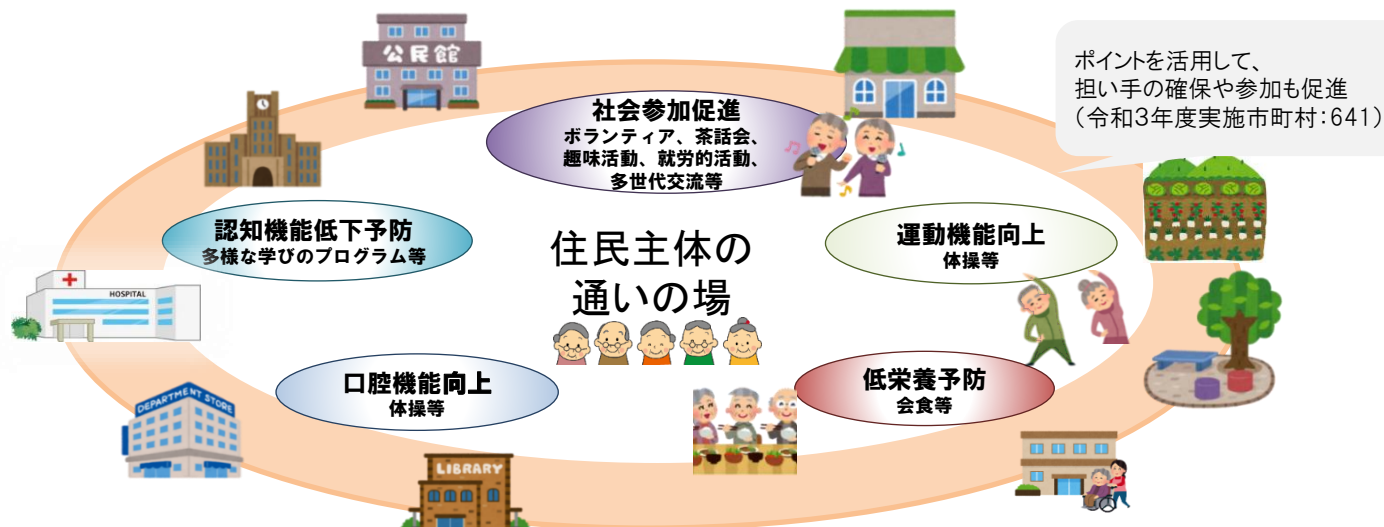 公民館
ポイントを活用して、
担い手の確保や参加も促進
(令和3年度実施市町村:641)
社会参加促進
ボランティア、茶話会、
趣味活動、就労的活動、
多世代交流等
認知機能低下予防
多様な学びのプログラム等
運動機能向上
体操等
住民主体の
通いの場
HOSPITAL
口腔機能向上
体操等
低栄養予防
会食等
DEPARTMENT STORE
LIBRARY